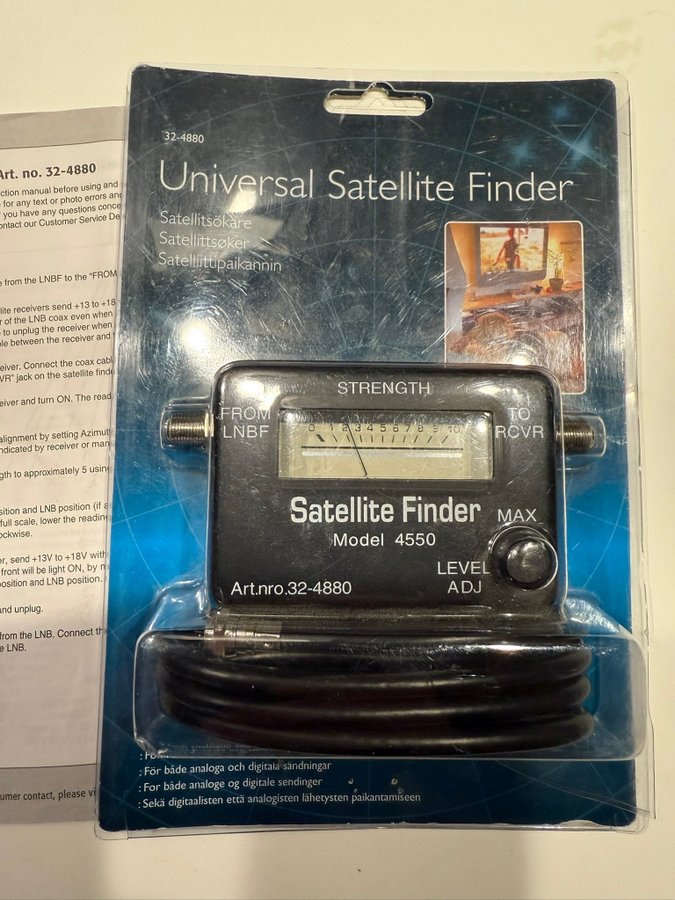 32-4880
Universal Satellite Finder
Satellitsökare
Satellittsøker
Satelliittipaikannin
STRENGTH
FROM
LNBF
TO
RCVR
0 1 2 3 4 5 6 7 8 9 10
Satellite Finder
Model 4550
MAX
LEVEL
ADJ
Art.nro.32-4880
: För både analoga och digitala sändningar
: For både analoge og digitale sendinger
: Sekä digitaalisten että analogisten lähetysten paikantamiseen
Art. no. 32-4880
ction manual before using and
for any text or photo errors and
you have any questions conce
ontact our Customer Service De
e from the LNBF to the "FROM
lite receivers send +13 to +18
r of the LNB coax even when
to unplug the receiver when
ble between the receiver and
eiver. Connect the coax cabl
VR" jack on the satellite finde
eiver and turn ON. The read
alignment by setting Azimut
ndicated by receiver or man
gth to approximately 5 using
sition and LNB position (if a
full scale, lower the reading
ockwise.
er, send +13V to +18V with
front will be light ON, by n
position and LNB position.
and unplug.
from the LNB. Connect th
e LNB.
umer contact, please vi